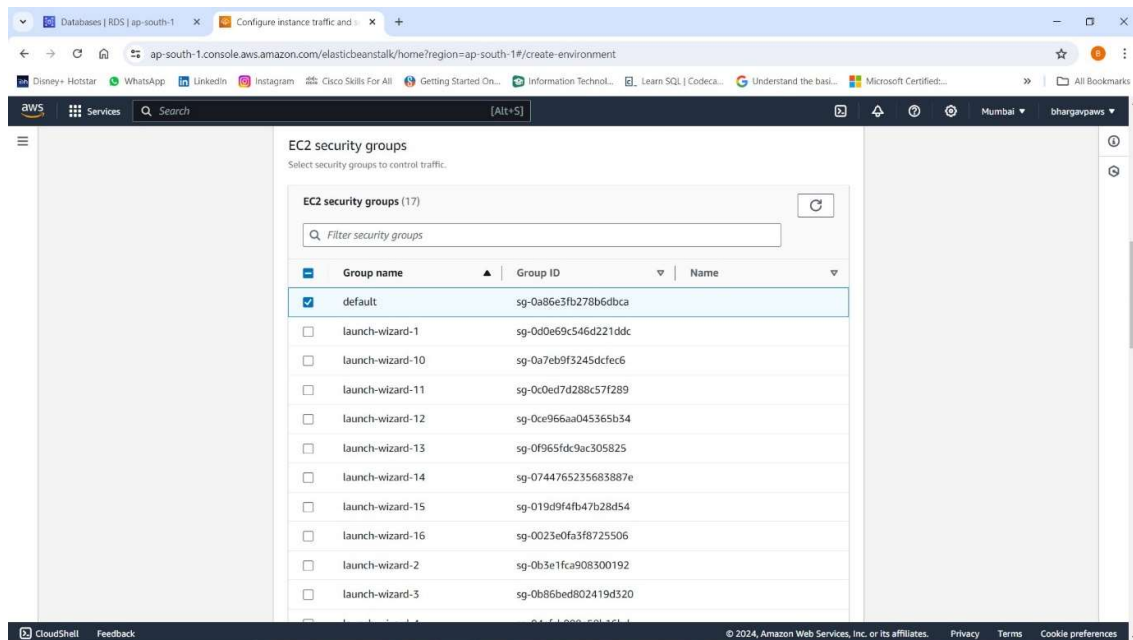 Databases | RDS | ap-south-1
Configure instance traffic and s
ap-south-1.console.aws.amazon.com/elasticbeanstalk/home?region=ap-south-1#/create-environment
Disney+ Hotstar WhatsApp LinkedIn Instagram Cisco Skills For All Getting Started On... Information Technol... Learn SQL | Codeca... Understand the basi... Microsoft Certified:... » All Bookmarks
aws Services Search [Alt+S] Mumbai bhargavpaws
EC2 security groups
Select security groups to control traffic.
EC2 security groups (17)
Filter security groups
Group name Group ID Name
default sg-0a86e3fb278b6dbca
launch-wizard-1 sg-0d0e69c546d221ddc
launch-wizard-10 sg-0a7eb9f3245dcfec6
launch-wizard-11 sg-0c0ed7d288c57f289
launch-wizard-12 sg-0ce966aa045365b34
launch-wizard-13 sg-0f965fdc9ac305825
launch-wizard-14 sg-0744765235683887e
launch-wizard-15 sg-019d9f4fb47b28d54
launch-wizard-16 sg-0023e0fa3f8725506
launch-wizard-2 sg-0b3e1fca908300192
launch-wizard-3 sg-0b86bed802419d320
CloudShell Feedback © 2024, Amazon Web Services, Inc. or its affiliates. Privacy Terms Cookie preferences